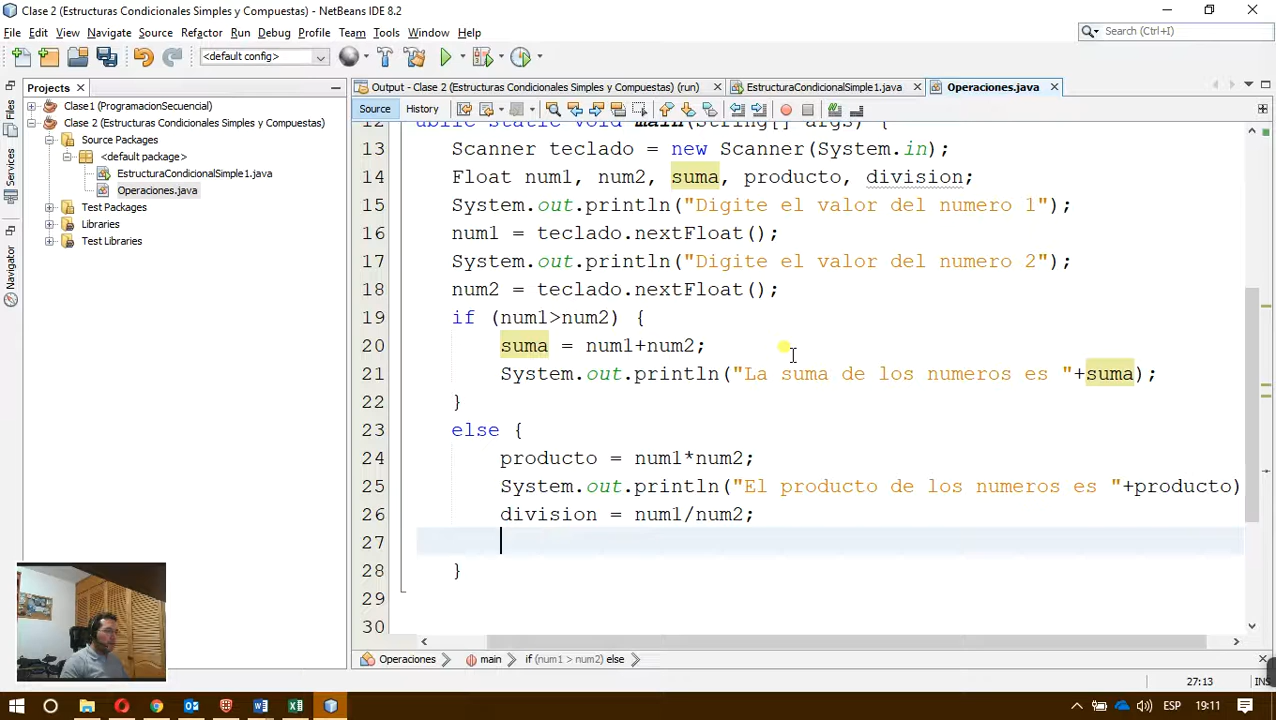 Clase 2 (Estructuras Condicionales Simples y Compuestas) - NetBeans IDE 8.2
File Edit View Navigate Source Refactor Run Debug Profile Team Tools Window Help
Search (Ctrl+I)
<default config>
Projects
Output - Clase 2 (Estructuras Condicionales Simples y Compuestas) (run)
EstructuraCondicionalSimple1.java
Operaciones.java
Files
Services
Navigator
Clase1 (ProgramacionSecuencial)
Clase 2 (Estructuras Condicionales Simples y Compuestas)
Source Packages
<default package>
EstructuraCondicionalSimple1.java
Operaciones.java
Test Packages
Libraries
Test Libraries
Source History
12 ublic static void main(String[] args) {
13 Scanner teclado = new Scanner(System.in);
14 Float num1, num2, suma, producto, division;
15 System.out.println("Digite el valor del numero 1");
16 num1 = teclado.nextFloat();
17 System.out.println("Digite el valor del numero 2");
18 num2 = teclado.nextFloat();
19 if (num1>num2) {
20 suma = num1+num2;
21 System.out.println("La suma de los numeros es "+suma);
22 }
23 else {
24 producto = num1*num2;
25 System.out.println("El producto de los numeros es "+producto)
26 division = num1/num2;
27
28 }
29
30
Operaciones main if (num1 > num2) else
27:13 INS
ESP 19:11